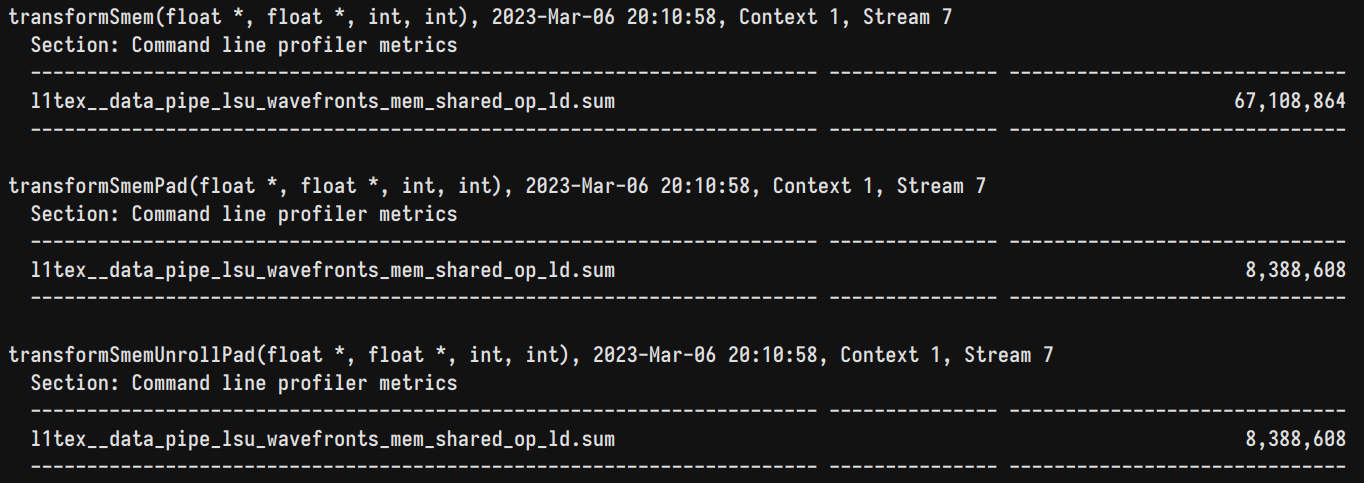 transformSmem(float *, float *, int, int), 2023-Mar-06 20:10:58, Context 1, Stream 7
Section: Command line profiler metrics
---------------------------------------------------------------------- --------------- ------------------------------
l1tex__data_pipe_lsu_wavefronts_mem_shared_op_ld.sum 67,108,864
---------------------------------------------------------------------- --------------- ------------------------------
transformSmemPad(float *, float *, int, int), 2023-Mar-06 20:10:58, Context 1, Stream 7
Section: Command line profiler metrics
---------------------------------------------------------------------- --------------- ------------------------------
l1tex__data_pipe_lsu_wavefronts_mem_shared_op_ld.sum 8,388,608
---------------------------------------------------------------------- --------------- ------------------------------
transformSmemUnrollPad(float *, float *, int, int), 2023-Mar-06 20:10:58, Context 1, Stream 7
Section: Command line profiler metrics
---------------------------------------------------------------------- --------------- ------------------------------
l1tex__data_pipe_lsu_wavefronts_mem_shared_op_ld.sum 8,388,608
---------------------------------------------------------------------- --------------- ------------------------------